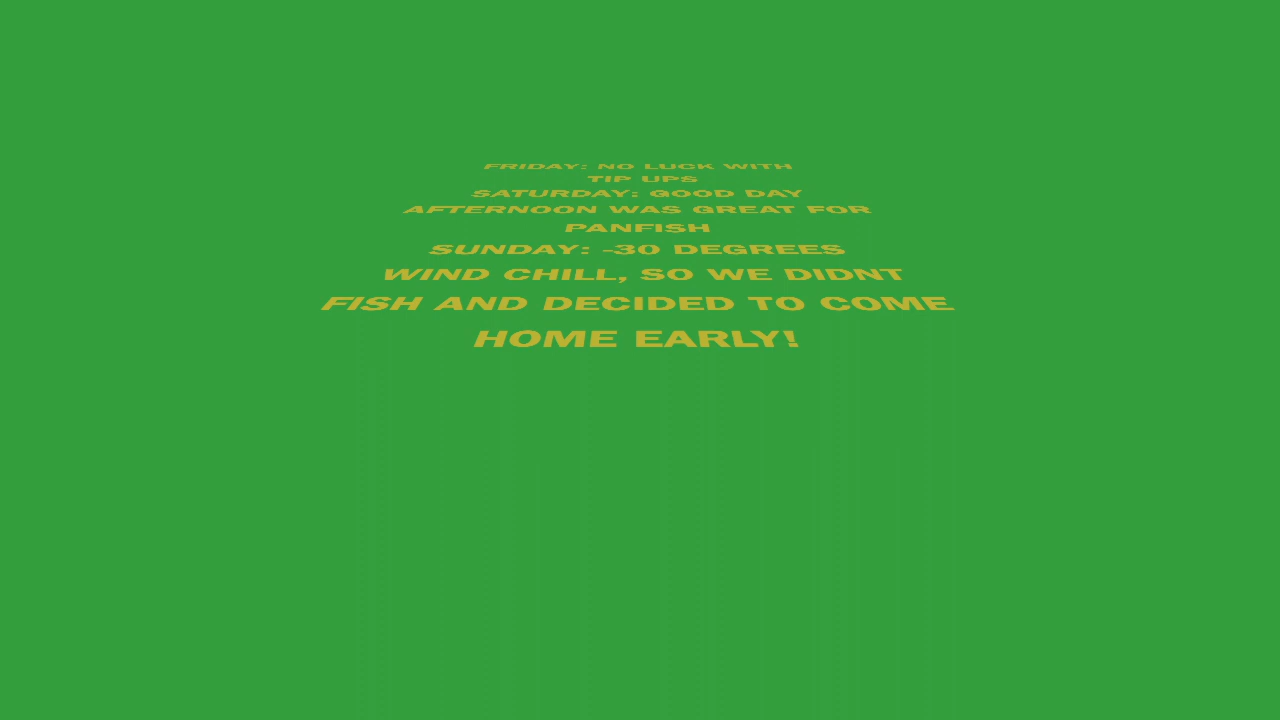 FRIDAY: NO LUCK WITH
TIP UPS
SATURDAY: GOOD DAY
AFTERNOON WAS GREAT FOR
PANFISH
SUNDAY: -30 DEGREES
WIND CHILL, SO WE DIDNT
FISH AND DECIDED TO COME
HOME EARLY!